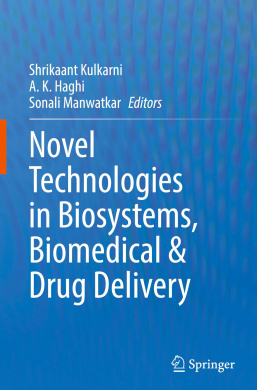 Shrikaant Kulkarni
A. K. Haghi
Sonali Manwatkar Editors
Novel
Technologies
in Biosystems,
Biomedical &
Drug Delivery
Springer